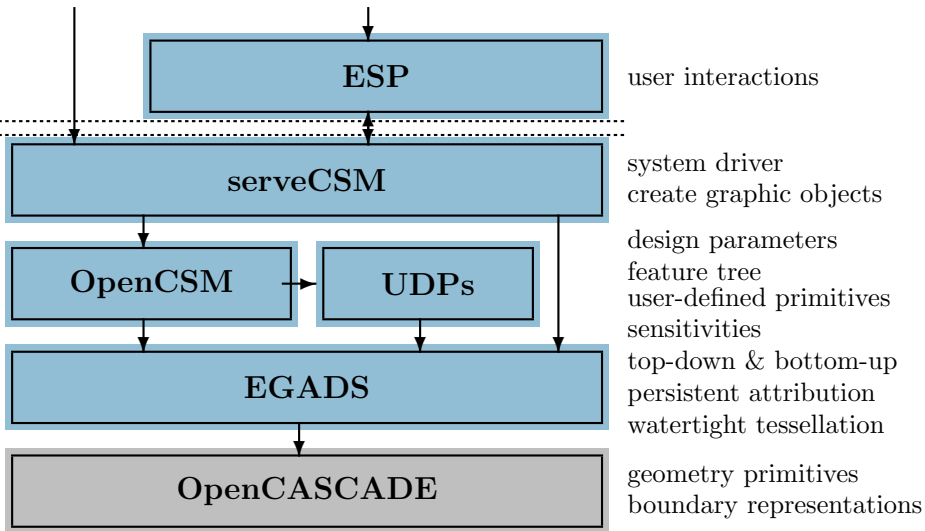 ESP
user interactions
serveCSM
system driver
create graphic objects
OpenCSM
UDPs
design parameters
feature tree
user-defined primitives
sensitivities
EGADS
top-down & bottom-up
persistent attribution
watertight tessellation
OpenCASCADE
geometry primitives
boundary representations